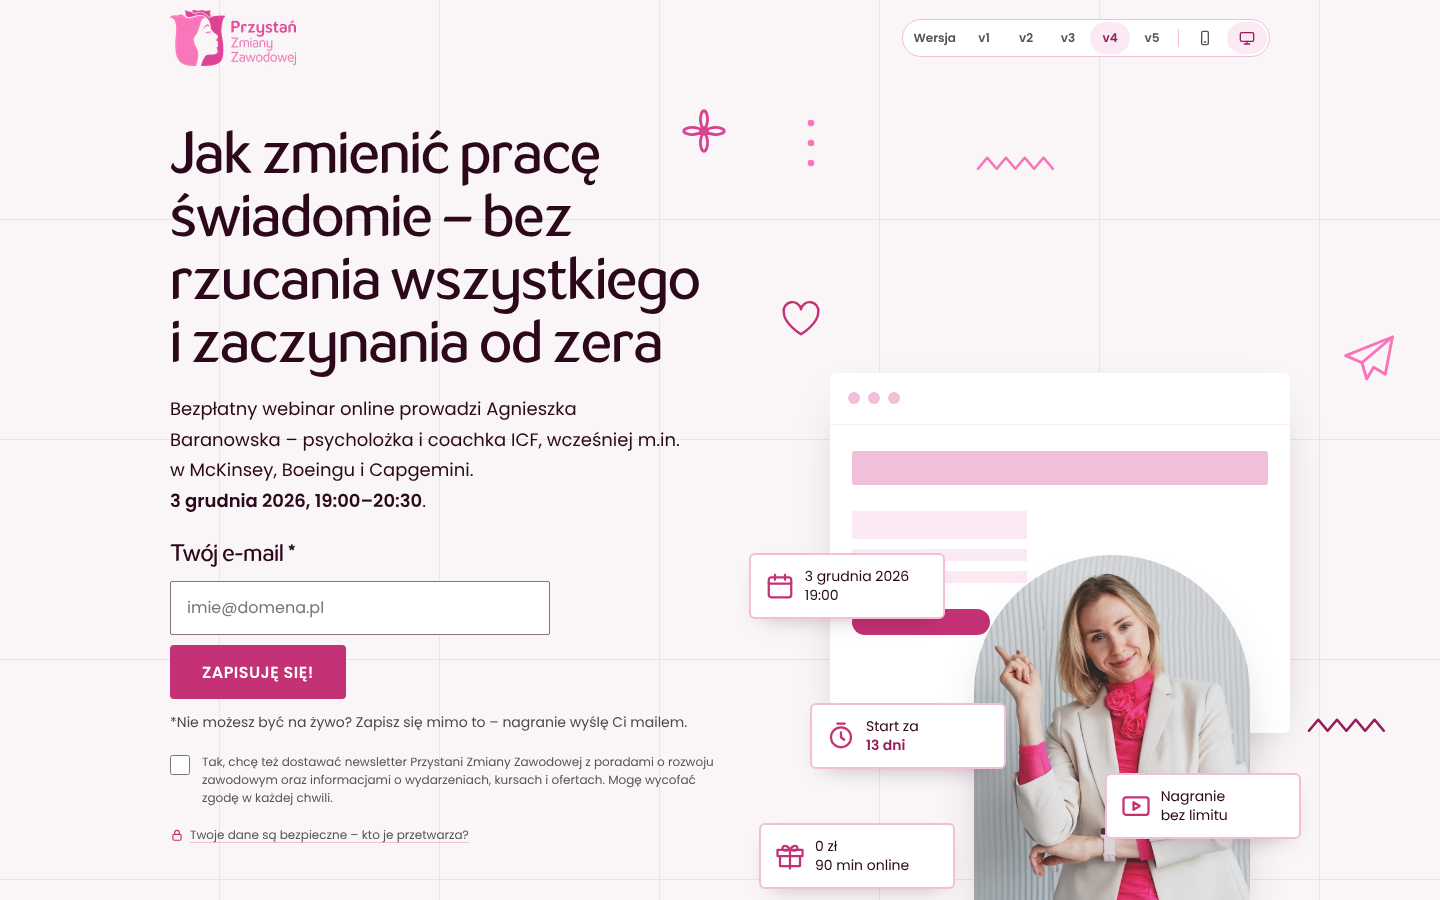 Przystań
Zmiany
Zawodowej
Wersja v1 v2 v3 v4 v5
Jak zmienić pracę
świadomie – bez
rzucania wszystkiego
i zaczynania od zera
Bezpłatny webinar online prowadzi Agnieszka
Baranowska – psycholożka i coachka ICF, wcześniej m.in.
w McKinsey, Boeingu i Capgemini.
3 grudnia 2026, 19:00–20:30.
Twój e-mail *
imie@domena.pl
ZAPISUJĘ SIĘ!
*Nie możesz być na żywo? Zapisz się mimo to – nagranie wyślę Ci mailem.
Tak, chcę też dostawać newsletter Przystani Zmiany Zawodowej z poradami o rozwoju
zawodowym oraz informacjami o wydarzeniach, kursach i ofertach. Mogę wycofać
zgodę w każdej chwili.
Twoje dane są bezpieczne – kto je przetwarza?
3 grudnia 2026
19:00
Start za
13 dni
Nagranie
bez limitu
0 zł
90 min online